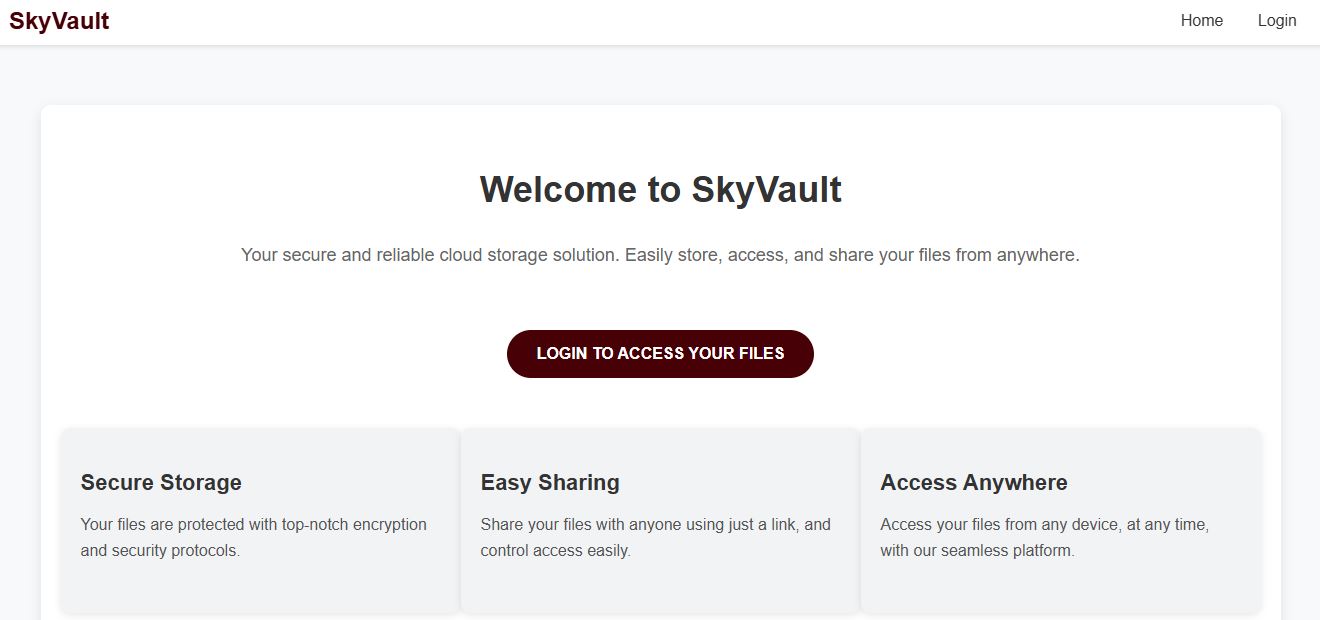 SkyVault
Home
Login
Welcome to SkyVault
Your secure and reliable cloud storage solution. Easily store, access, and share your files from anywhere.
LOGIN TO ACCESS YOUR FILES
Secure Storage
Your files are protected with top-notch encryption
and security protocols.
Easy Sharing
Share your files with anyone using just a link, and
control access easily.
Access Anywhere
Access your files from any device, at any time,
with our seamless platform.